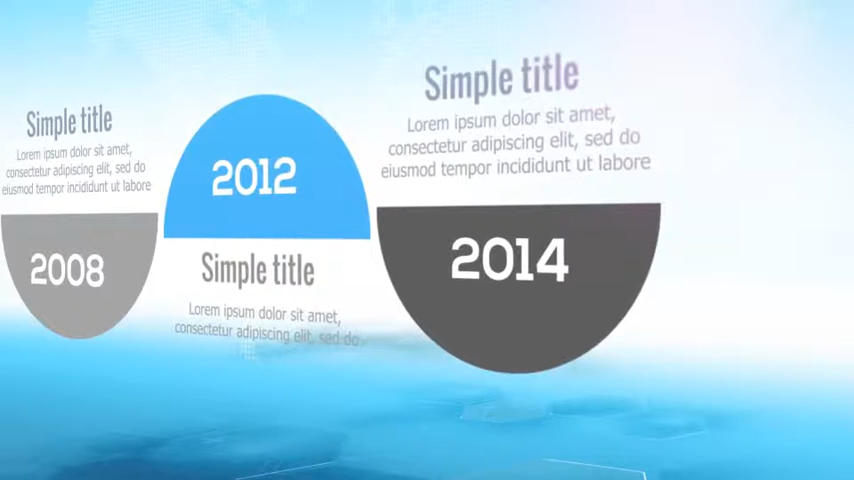 Simple title
Lorem ipsum dolor sit amet,
consectetur adipiscing elit, sed do
eiusmod tempor incididunt ut labore
2008
2012
Simple title
Lorem ipsum dolor sit amet,
consectetur adipiscing elit, sed do
Simple title
Lorem ipsum dolor sit amet,
consectetur adipiscing elit, sed do
eiusmod tempor incididunt ut labore
2014